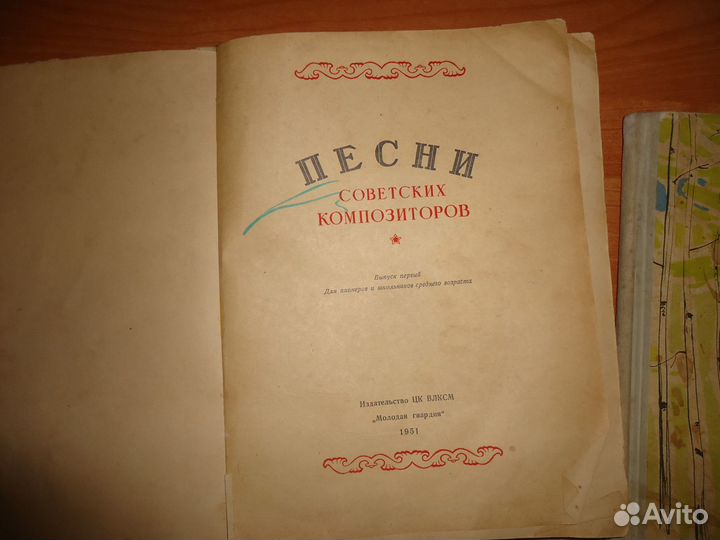 ПЕСНИ
СОВЕТСКИХ
КОМПОЗИТОРОВ
Выпуск первый
Для пионеров и школьников среднего возраста
Издательство ЦК ВЛКСМ
„Молодая гвардия"
1951
Avito